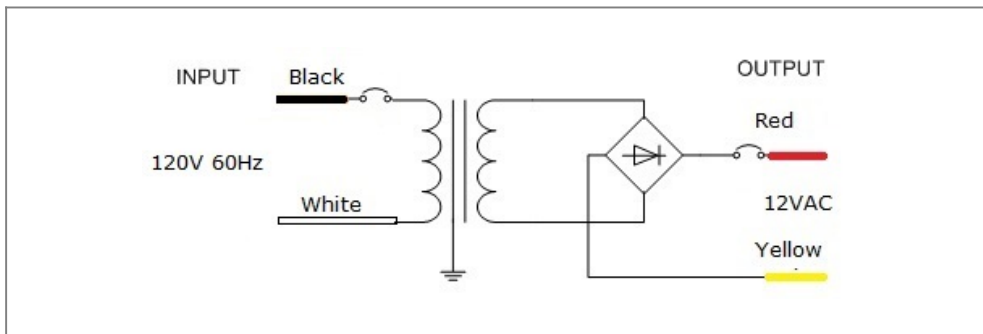 INPUT
Black
OUTPUT
Red
120V 60Hz
White
12VAC
Yellow